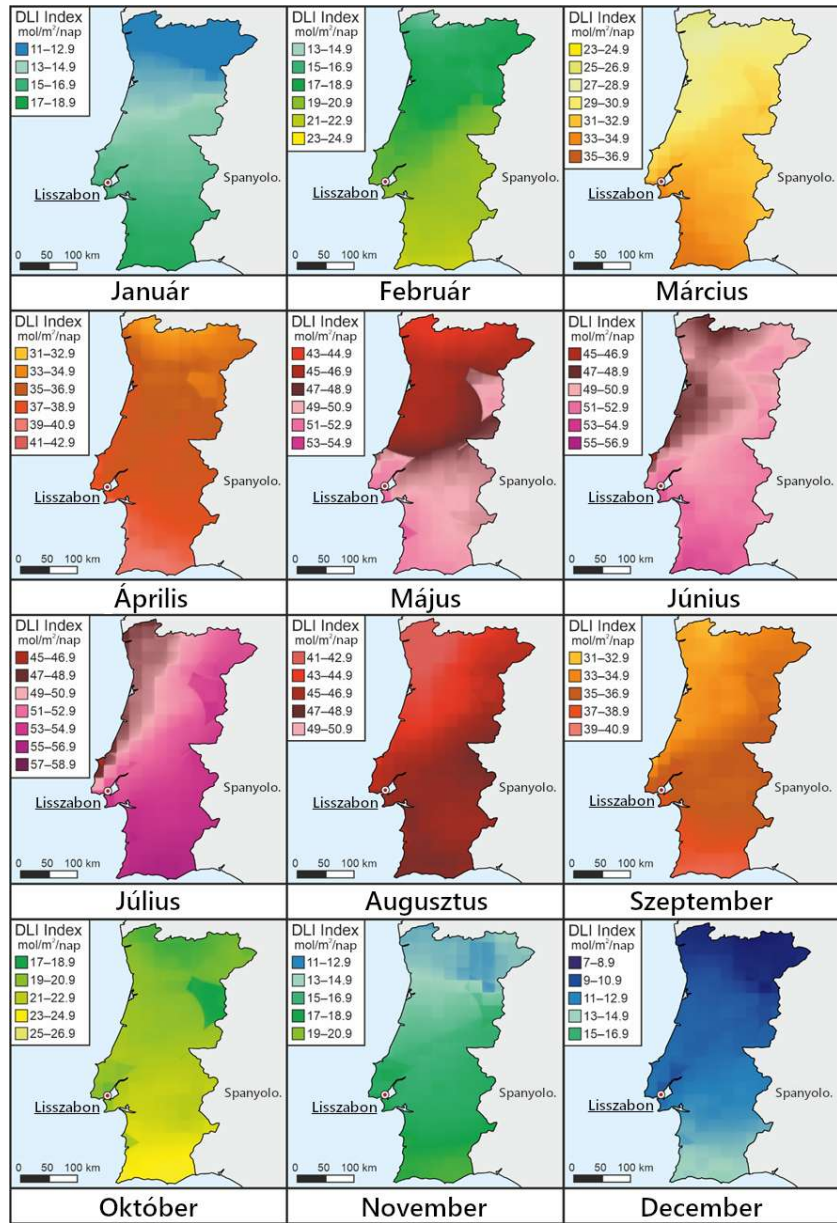 DLI Index
mol/m²/nap
11–12.9
13–14.9
15–16.9
17–18.9
Lisszabon
Spanyolo.
0 50 100 km
Január
DLI Index
mol/m²/nap
13–14.9
15–16.9
17–18.9
19–20.9
21–22.9
23–24.9
Lisszabon
Spanyolo.
0 50 100 km
Február
DLI Index
mol/m²/nap
23–24.9
25–26.9
27–28.9
29–30.9
31–32.9
33–34.9
35–36.9
Lisszabon
Spanyolo.
0 50 100 km
Március
DLI Index
mol/m²/nap
31–32.9
33–34.9
35–36.9
37–38.9
39–40.9
41–42.9
Lisszabon
Spanyolo.
0 50 100 km
Április
DLI Index
mol/m²/nap
43–44.9
45–46.9
47–48.9
49–50.9
51–52.9
53–54.9
Lisszabon
Spanyolo.
0 50 100 km
Május
DLI Index
mol/m²/nap
45–46.9
47–48.9
49–50.9
51–52.9
53–54.9
55–56.9
Lisszabon
Spanyolo.
0 50 100 km
Június
DLI Index
mol/m²/nap
45–46.9
47–48.9
49–50.9
51–52.9
53–54.9
55–56.9
57–58.9
Lisszabon
Spanyolo.
0 50 100 km
Július
DLI Index
mol/m²/nap
41–42.9
43–44.9
45–46.9
47–48.9
49–50.9
Lisszabon
Spanyolo.
0 50 100 km
Augusztus
DLI Index
mol/m²/nap
31–32.9
33–34.9
35–36.9
37–38.9
39–40.9
Lisszabon
Spanyolo.
0 50 100 km
Szeptember
DLI Index
mol/m²/nap
17–18.9
19–20.9
21–22.9
23–24.9
25–26.9
Lisszabon
Spanyolo.
0 50 100 km
Október
DLI Index
mol/m²/nap
11–12.9
13–14.9
15–16.9
17–18.9
19–20.9
Lisszabon
Spanyolo.
0 50 100 km
November
DLI Index
mol/m²/nap
7–8.9
9–10.9
11–12.9
13–14.9
15–16.9
Lisszabon
Spanyolo.
0 50 100 km
December